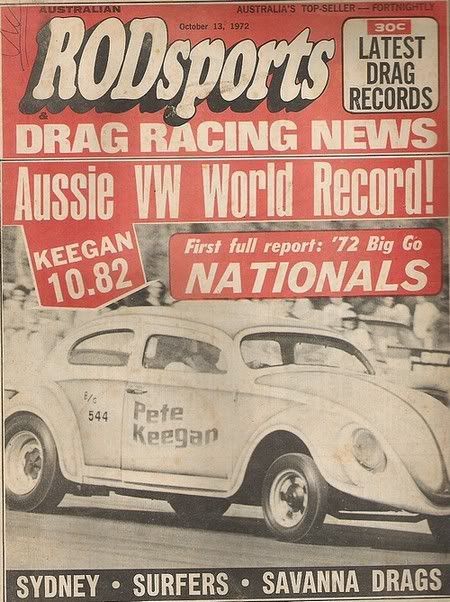 AUSTRALIAN
October 13, 1972
AUSTRALIA'S TOP-SELLER — FORTNIGHTLY
RODsports
30C
LATEST
DRAG
RECORDS
& DRAG RACING NEWS
Aussie VW World Record!
KEEGAN
10.82
First full report: '72 Big Go
NATIONALS
544
Pete
Keegan
SYDNEY • SURFERS • SAVANNA DRAGS